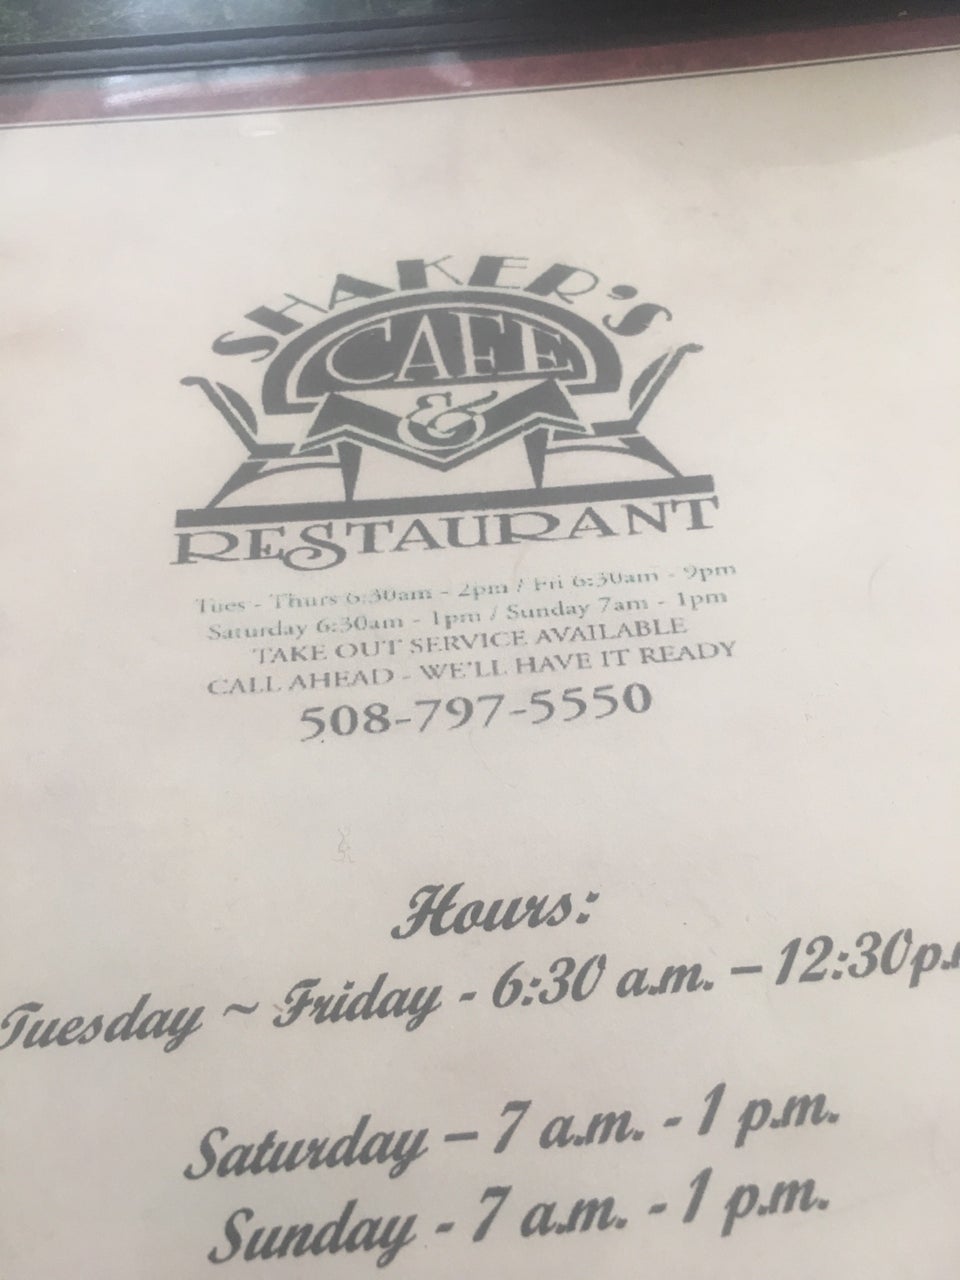 SHAKER'S
CAFE
&
RESTAURANT
Tues - Thurs 6:30am - 2pm / Fri 6:30am - 9pm
Saturday 6:30am - 1pm / Sunday 7am - 1pm
TAKE OUT SERVICE AVAILABLE
CALL AHEAD - WE'LL HAVE IT READY
508-797-5550
Hours:
Tuesday ~ Friday - 6:30 a.m. – 12:30p.
Saturday – 7 a.m. - 1 p.m.
Sunday - 7 a.m. - 1 p.m.